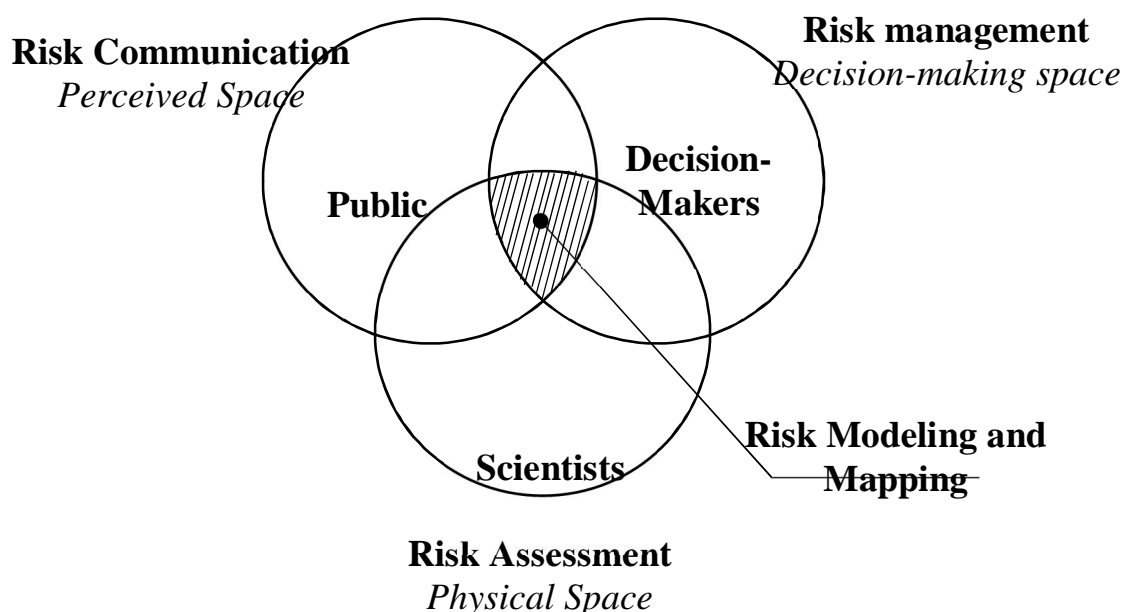 Risk Communication
Perceived Space
Risk management
Decision-making space
Public
Decision-
Makers
Scientists
Risk Modeling and
Mapping
Risk Assessment
Physical Space